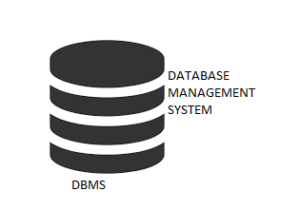 DATABASE
MANAGEMENT
SYSTEM
DBMS